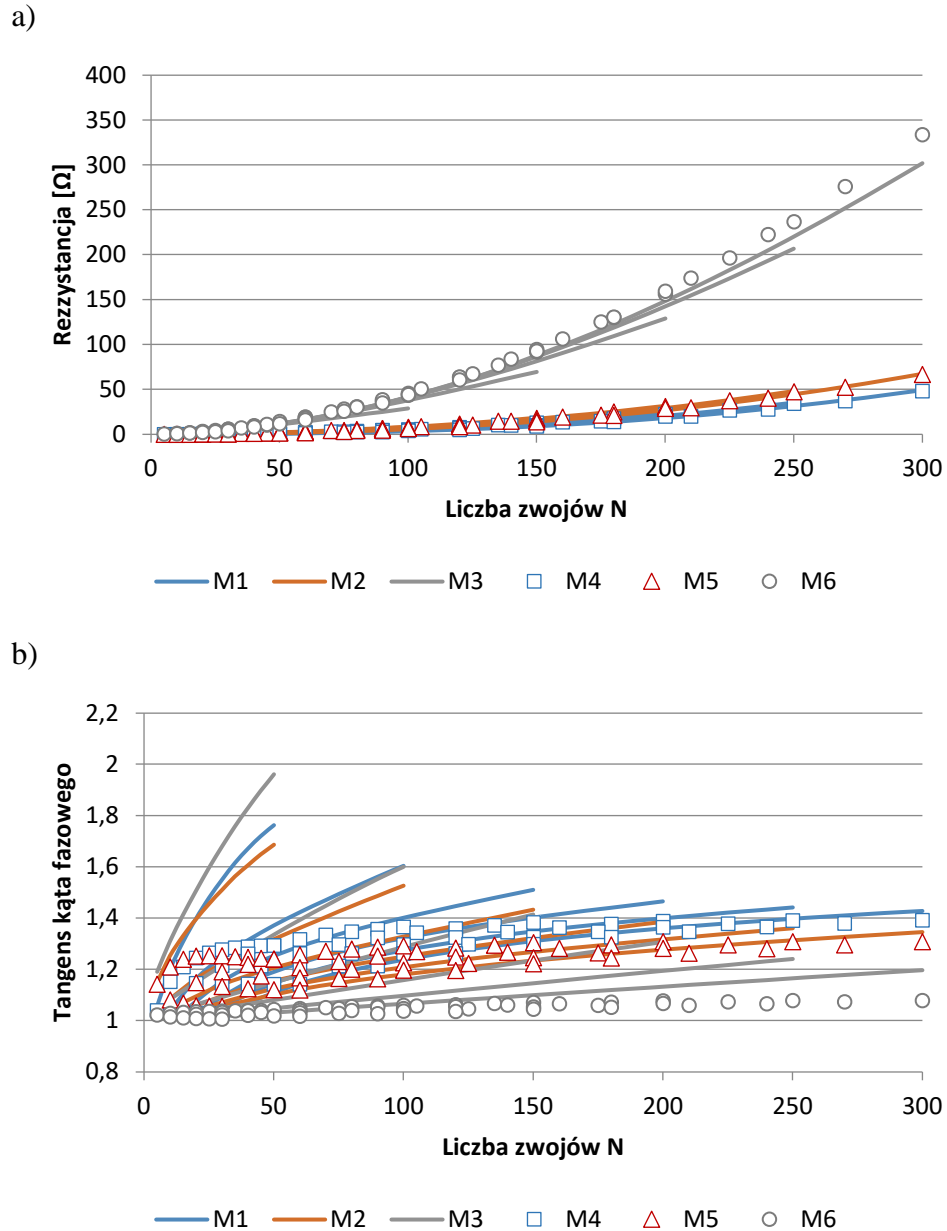 a)
400
350
300
250
200
150
100
50
0
Rezzystancja [Ω]
0 50 100 150 200 250 300
Liczba zwojów N
M1 M2 M3 M4 M5 M6
b)
2,2
2
1,8
1,6
1,4
1,2
1
0,8
Tangens kąta fazowego
0 50 100 150 200 250 300
Liczba zwojów N
M1 M2 M3 M4 M5 M6